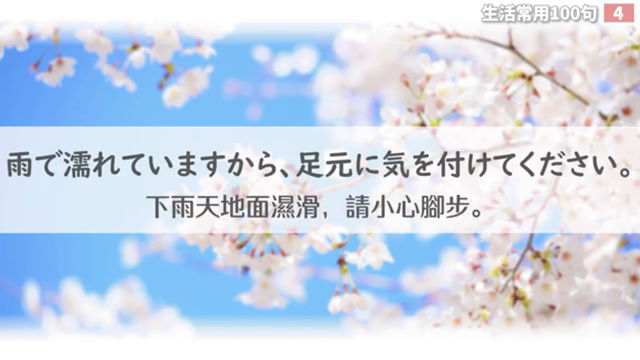 生活常用100句 4
雨で濡れていますから、足元に気を付けてください。
下雨天地面濕滑，請小心腳步。